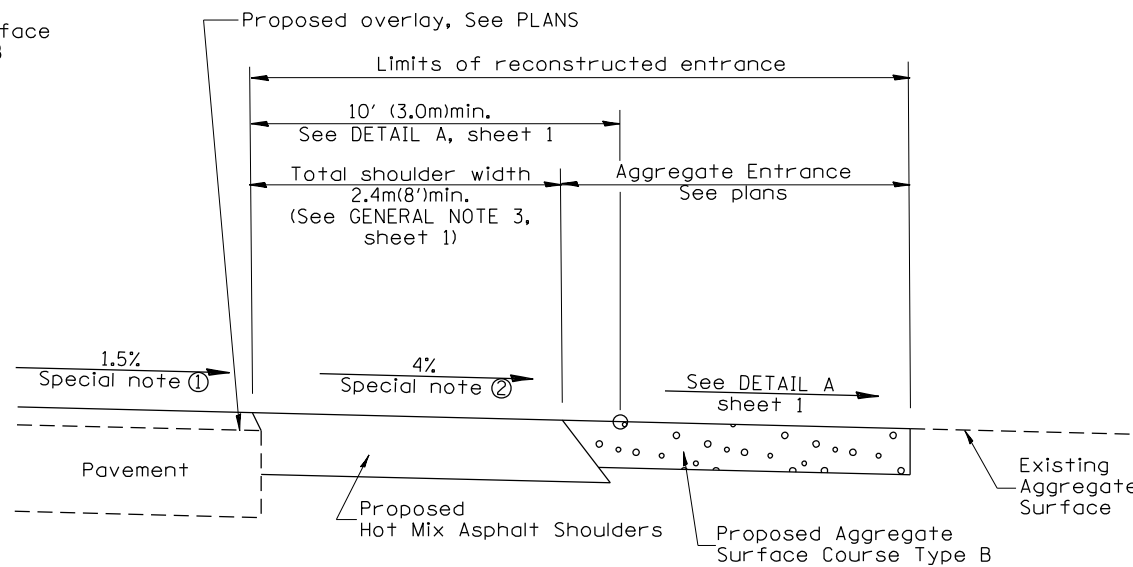 Proposed overlay, See PLANS
Limits of reconstructed entrance
10' (3.0m)min.
See DETAIL A, sheet 1
Total shoulder width
2.4m(8')min.
(See GENERAL NOTE 3,
sheet 1)
Aggregate Entrance
See plans
1.5%
Special note ①
4%
Special note ②
See DETAIL A
sheet 1
Pavement
Proposed
Hot Mix Asphalt Shoulders
Proposed Aggregate
Surface Course Type B
Existing
Aggregate
Surface